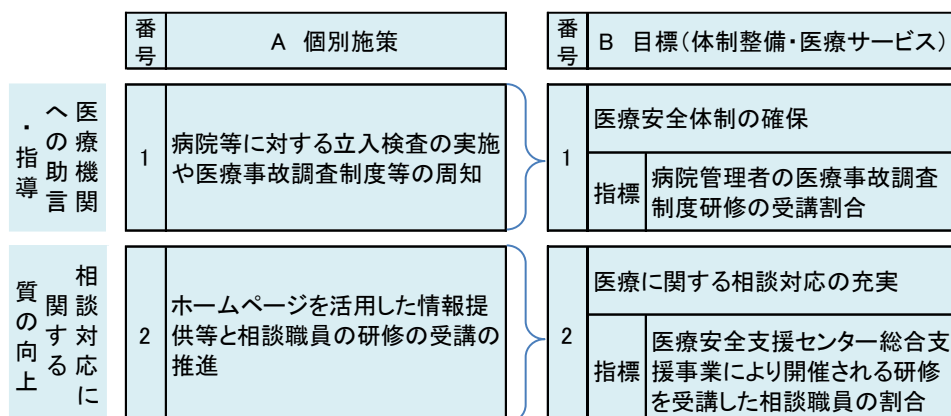 番号
A 個別施策
番号
B 目標(体制整備・医療サービス)
医療機関
への助言
・指導
1
病院等に対する立入検査の実施
や医療事故調査制度等の周知
1
医療安全体制の確保
指標
病院管理者の医療事故調査
制度研修の受講割合
相談対応に
関する
質の向上
2
ホームページを活用した情報提
供等と相談職員の研修の受講の
推進
2
医療に関する相談対応の充実
指標
医療安全支援センター総合支
援事業により開催される研修
を受講した相談職員の割合